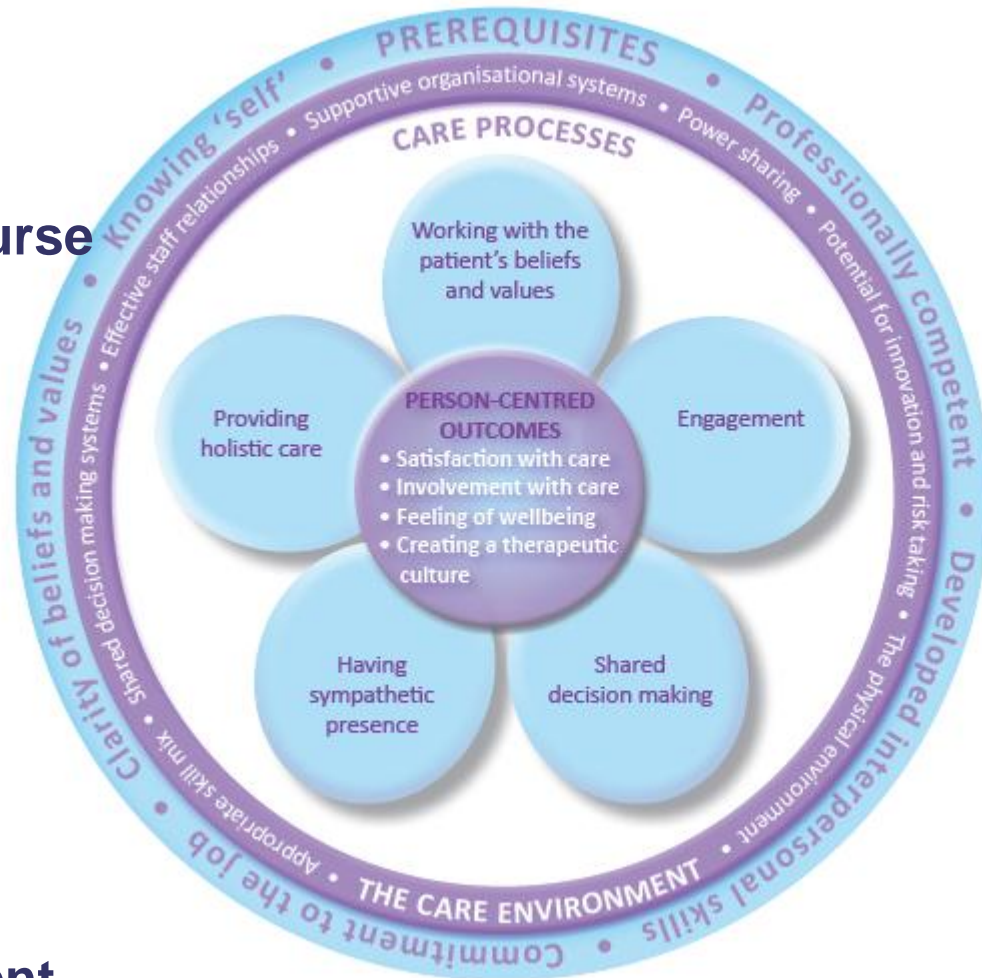 PREREQUISITES • Professionally competent • Developed interpersonal skills • Commitment to the job • Clarity of beliefs and values • Knowing 'self' •
Supportive organisational systems • Power sharing • Potential for innovation and risk taking • The physical environment • THE CARE ENVIRONMENT • Appropriate skill mix • Shared decision making systems • Effective staff relationships •
CARE PROCESSES
urse
Working with the
patient's beliefs
and values
Providing
holistic care
Engagement
PERSON-CENTRED
OUTCOMES
• Satisfaction with care
• Involvement with care
• Feeling of wellbeing
• Creating a therapeutic
culture
Having
sympathetic
presence
Shared
decision making